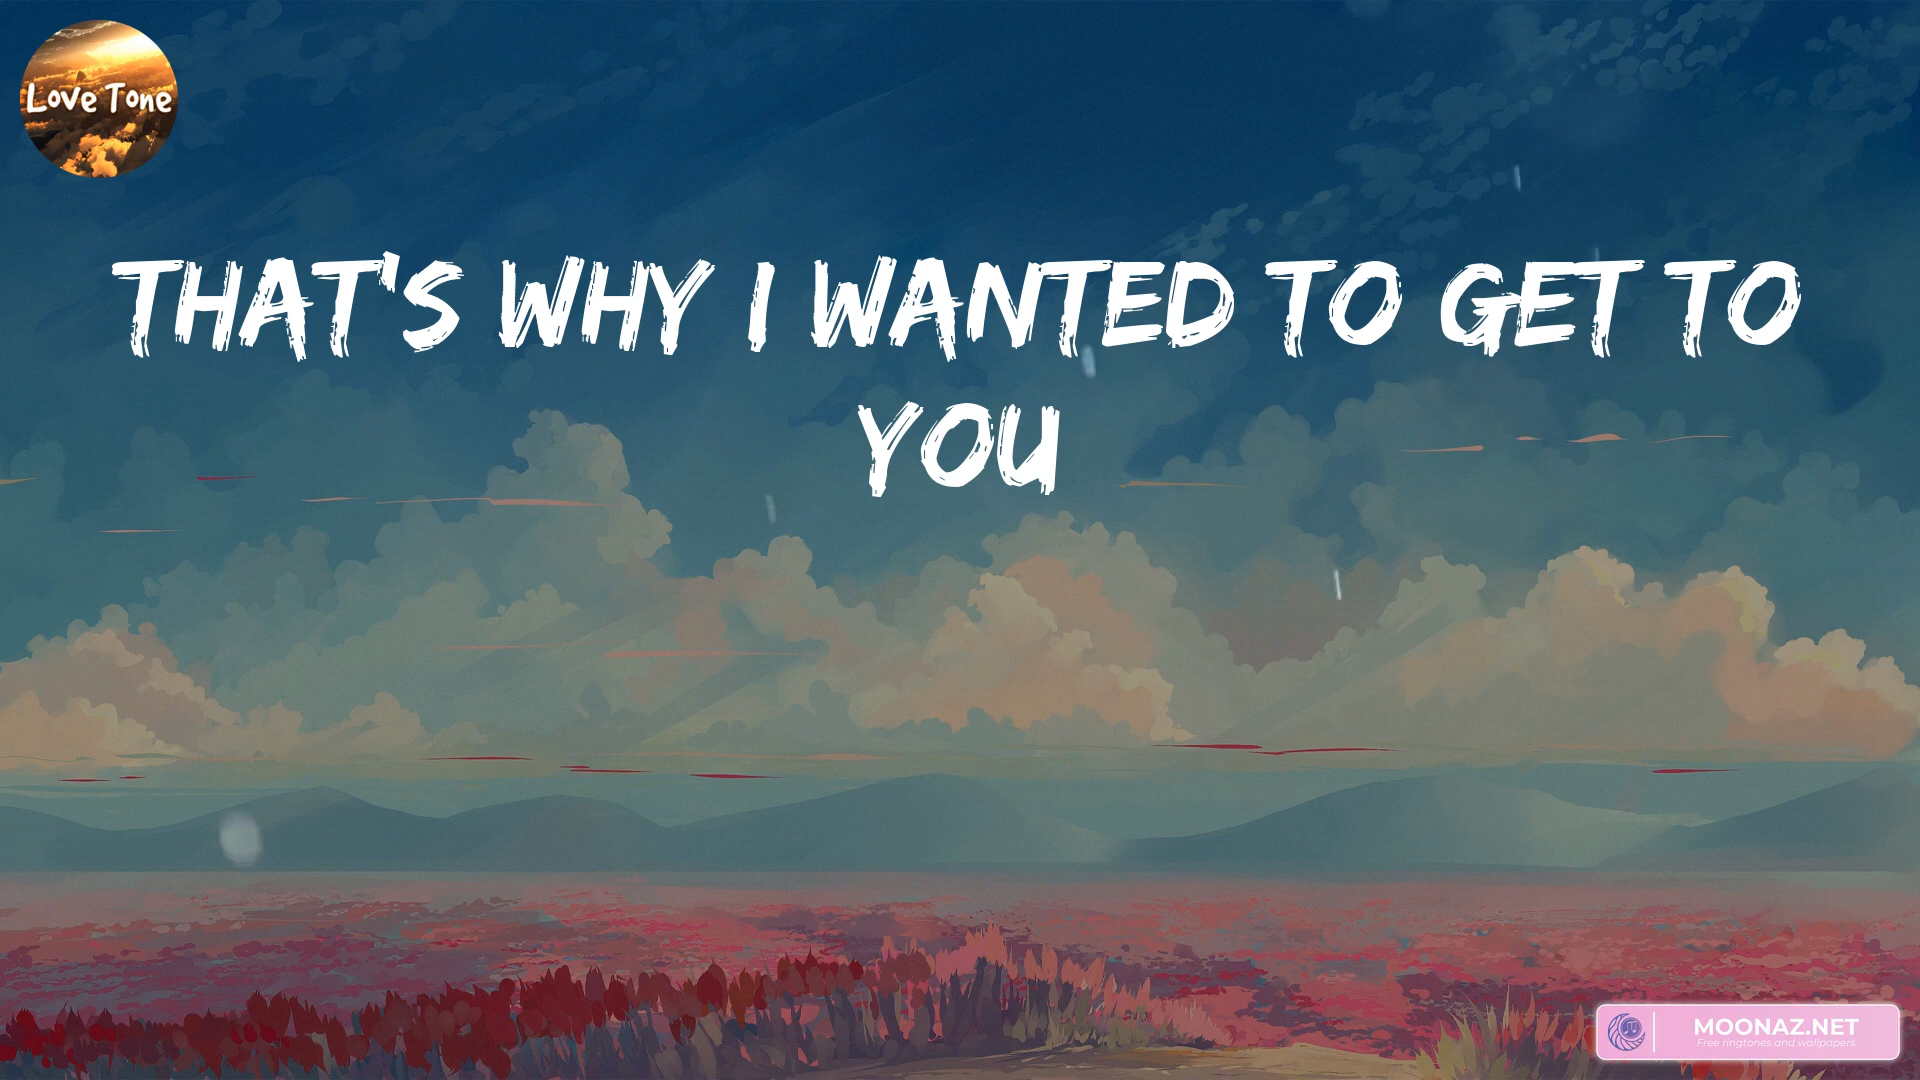 Love Tone
THAT'S WHY I WANTED TO GET TO
YOU
MOONAZ.NET
Free ringtones and wallpapers